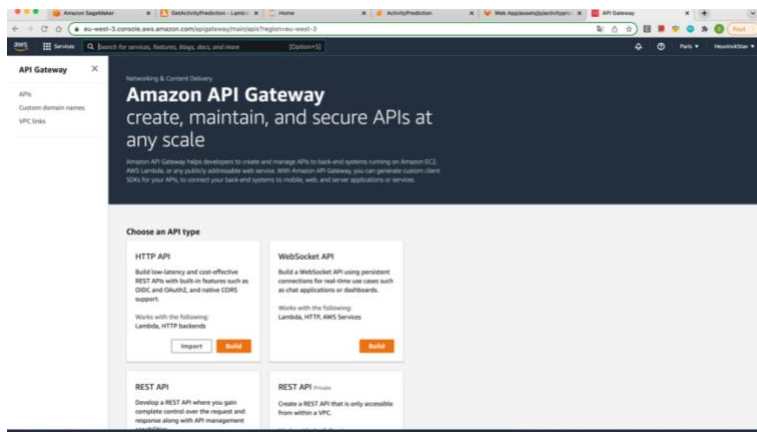 Amazon SageMaker
GetActivityPrediction - Lambda
Home
ActivityPrediction
Web App/assets/js/activitypre
API Gateway
eu-west-3.console.aws.amazon.com/apigateway/main/apis?region=eu-west-3
aws
Services
Search for services, features, blogs, docs, and more
[Option+S]
Paris
API Gateway
APIs
Custom domain names
VPC links
Networking & Content Delivery
Amazon API Gateway
create, maintain, and secure APIs at
any scale
Amazon API Gateway helps developers to create and manage APIs to back-end systems running on Amazon EC2,
AWS Lambda, or any publicly addressable web service. With Amazon API Gateway, you can generate custom client
SDKs for your APIs, to connect your back-end systems to mobile, web, and server applications or services.
Choose an API type
HTTP API
Build low-latency and cost-effective
REST APIs with built-in features such as
OIDC and OAuth2, and native CORS
support.
Works with the following:
Lambda, HTTP backends
Import
Build
WebSocket API
Build a WebSocket API using persistent
connections for real-time use cases such
as chat applications or dashboards.
Works with the following:
Lambda, HTTP, AWS Services
Build
REST API
Develop a REST API where you gain
complete control over the request and
response along with API management
capabilities.
REST API Private
Create a REST API that is only accessible
from within a VPC.